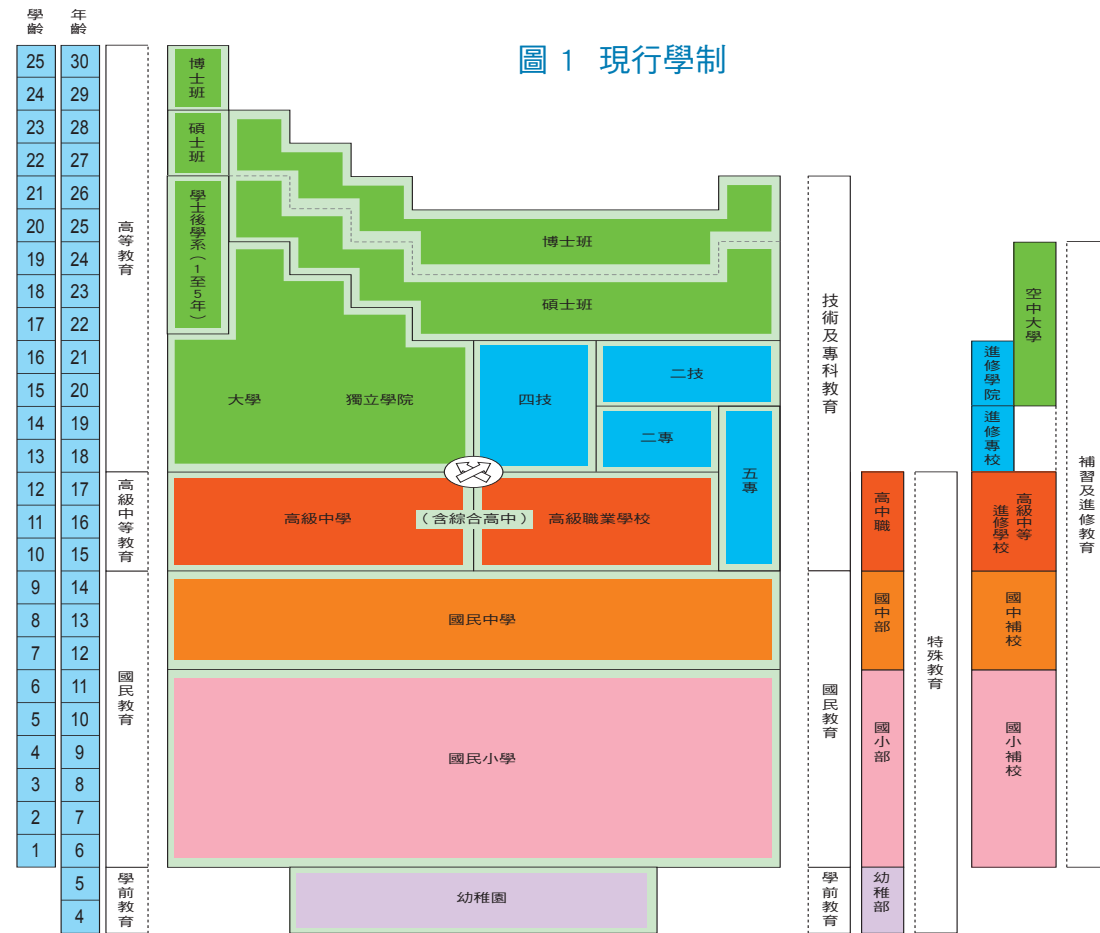 圖 1 現行學制
學齡
年齡
25
24
23
22
21
20
19
18
17
16
15
14
13
12
11
10
9
8
7
6
5
4
3
2
1
30
29
28
27
26
25
24
23
22
21
20
19
18
17
16
15
14
13
12
11
10
9
8
7
6
5
4
高等教育
高級中等教育
國民教育
學前教育
博士班
碩士班
學士後學系(1至5年)
博士班
碩士班
大學
獨立學院
四技
二技
二專
五專
高級中學
(含綜合高中)
高級職業學校
國民中學
國民小學
幼稚園
技術及專科教育
國民教育
學前教育
高中職
國中部
國小部
幼稚部
特殊教育
空中大學
進修學院
進修專校
高級中等
進修學校
國中補校
國小補校
補習及進修教育